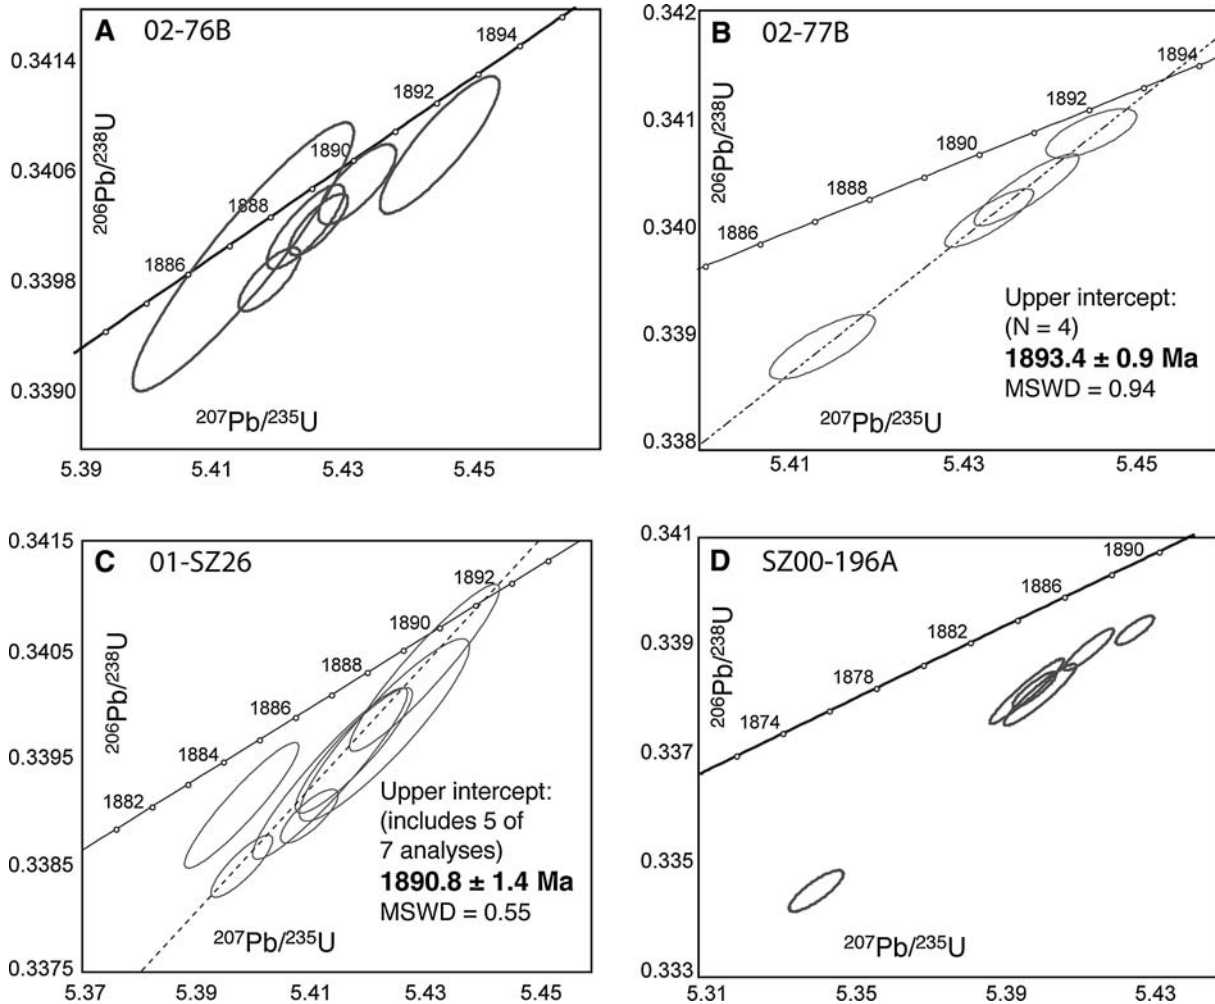 A 02-76B
0.3414
0.3406
0.3398
0.3390
206Pb/238U
1894
1892
1890
1888
1886
207Pb/235U
5.39 5.41 5.43 5.45
B 02-77B
0.342
0.341
0.340
0.339
0.338
206Pb/238U
1894
1892
1890
1888
1886
Upper intercept:
(N = 4)
1893.4 ± 0.9 Ma
MSWD = 0.94
207Pb/235U
5.41 5.43 5.45
C 01-SZ26
0.3415
0.3405
0.3395
0.3385
0.3375
206Pb/238U
1892
1890
1888
1886
1884
1882
Upper intercept:
(includes 5 of
7 analyses)
1890.8 ± 1.4 Ma
MSWD = 0.55
207Pb/235U
5.37 5.39 5.41 5.43 5.45
D SZ00-196A
0.341
0.339
0.337
0.335
0.333
206Pb/238U
1890
1886
1882
1878
1874
207Pb/235U
5.31 5.35 5.39 5.43